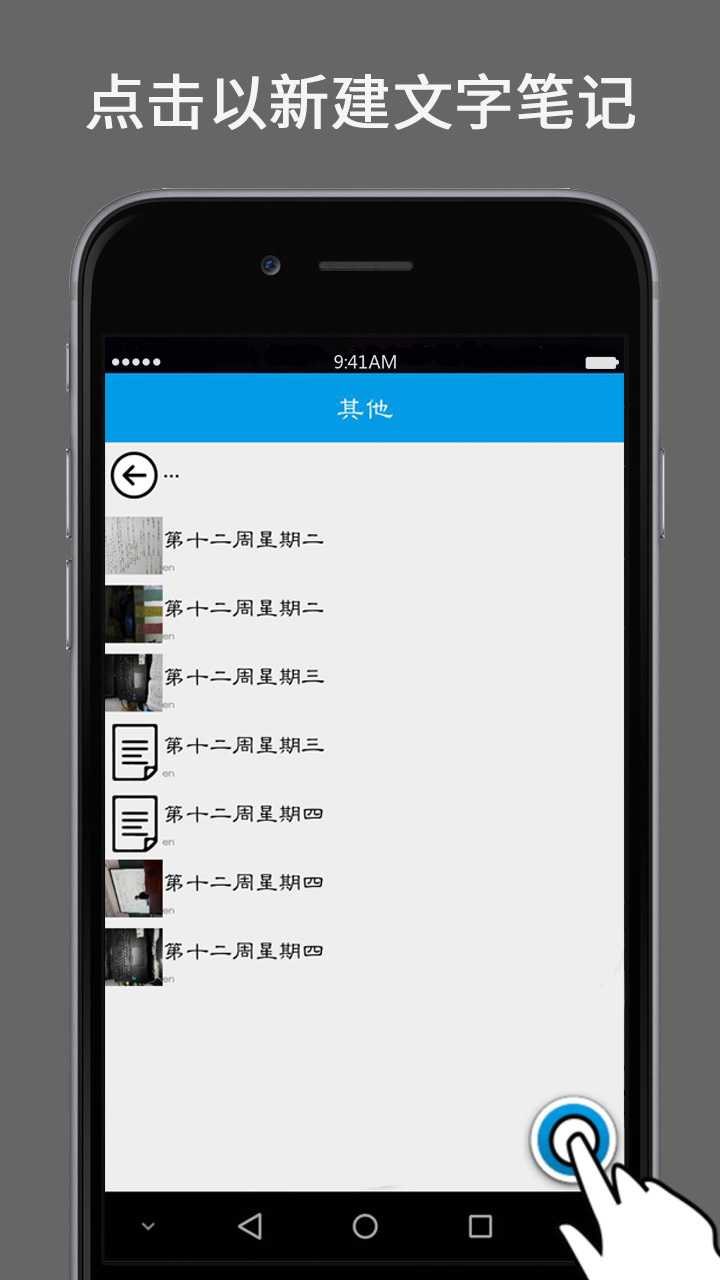 点击以新建文字笔记
9:41AM
其他
...
第十二周星期二
en
第十二周星期二
en
第十二周星期三
en
第十二周星期三
en
第十二周星期四
en
第十二周星期四
en
第十二周星期四
en